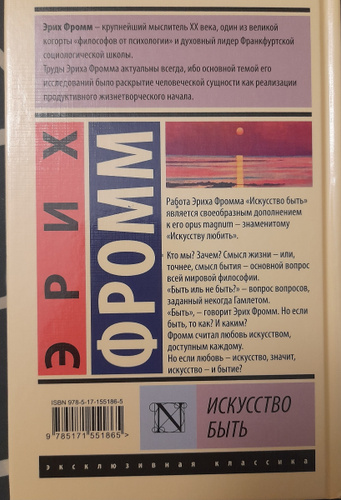 Эрих Фромм – крупнейший мыслитель XX века, один из великой
когорты «философов от психологии» и духовный лидер Франкфуртской
социологической школы.
Труды Эриха Фромма актуальны всегда, ибо основной темой его
исследований было раскрытие человеческой сущности как реализации
продуктивного жизнетворческого начала.
ЭРИХ
ФРОММ
Работа Эриха Фромма «Искусство быть»
является своеобразным дополнением
к его opus magnum – знаменитому
«Искусству любить».
Кто мы? Зачем? Смысл жизни – или,
точнее, смысл бытия – основной вопрос
всей мировой философии.
«Быть иль не быть?» – вопрос вопросов,
заданный некогда Гамлетом.
«Быть», – говорит Эрих Фромм. Но если
быть, то как? И каким?
Фромм считал любовь искусством,
доступным каждому.
Но если любовь – искусство, значит,
искусство – и бытие?
ISBN 978-5-17-155186-5
9 785171 551865>
N
ИСКУССТВО
БЫТЬ
эксклюзивная классика